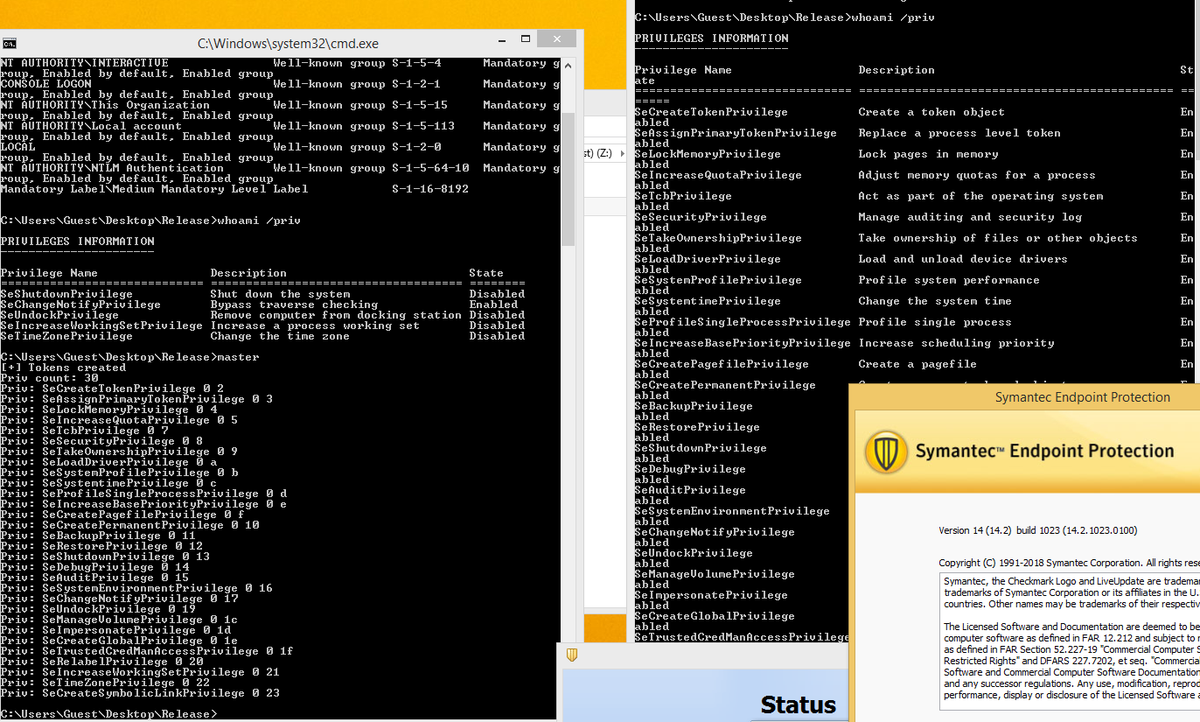 C:\Windows\system32\cmd.exe
NT AUTHORITY\INTERACTIVE Well-known group S-1-5-4 Mandatory g
roup, Enabled by default, Enabled group
CONSOLE LOGON Well-known group S-1-2-1 Mandatory g
roup, Enabled by default, Enabled group
NT AUTHORITY\This Organization Well-known group S-1-5-15 Mandatory g
roup, Enabled by default, Enabled group
NT AUTHORITY\Local account Well-known group S-1-5-113 Mandatory g
roup, Enabled by default, Enabled group
LOCAL Well-known group S-1-2-0 Mandatory g
roup, Enabled by default, Enabled group
NT AUTHORITY\NTLM Authentication Well-known group S-1-5-64-10 Mandatory g
roup, Enabled by default, Enabled group
Mandatory Label\Medium Mandatory Level Label S-1-16-8192
C:\Users\Guest\Desktop\Release>whoami /priv
PRIVILEGES INFORMATION
----------------------
Privilege Name Description State
============================= ==================================== ========
SeShutdownPrivilege Shut down the system Disabled
SeChangeNotifyPrivilege Bypass traverse checking Enabled
SeUndockPrivilege Remove computer from docking station Disabled
SeIncreaseWorkingSetPrivilege Increase a process working set Disabled
SeTimeZonePrivilege Change the time zone Disabled
C:\Users\Guest\Desktop\Release>master
[+] Tokens created
Priv count: 30
Priv: SeCreateTokenPrivilege 0 2
Priv: SeAssignPrimaryTokenPrivilege 0 3
Priv: SeLockMemoryPrivilege 0 4
Priv: SeIncreaseQuotaPrivilege 0 5
Priv: SeTcbPrivilege 0 7
Priv: SeSecurityPrivilege 0 8
Priv: SeTakeOwnershipPrivilege 0 9
Priv: SeLoadDriverPrivilege 0 a
Priv: SeSystemProfilePrivilege 0 b
Priv: SeSystemtimePrivilege 0 c
Priv: SeProfileSingleProcessPrivilege 0 d
Priv: SeIncreaseBasePriorityPrivilege 0 e
Priv: SeCreatePagefilePrivilege 0 f
Priv: SeCreatePermanentPrivilege 0 10
Priv: SeBackupPrivilege 0 11
Priv: SeRestorePrivilege 0 12
Priv: SeShutdownPrivilege 0 13
Priv: SeDebugPrivilege 0 14
Priv: SeAuditPrivilege 0 15
Priv: SeSystemEnvironmentPrivilege 0 16
Priv: SeChangeNotifyPrivilege 0 17
Priv: SeUndockPrivilege 0 19
Priv: SeManageVolumePrivilege 0 1c
Priv: SeImpersonatePrivilege 0 1d
Priv: SeCreateGlobalPrivilege 0 1e
Priv: SeTrustedCredManAccessPrivilege 0 1f
Priv: SeRelabelPrivilege 0 20
Priv: SeIncreaseWorkingSetPrivilege 0 21
Priv: SeTimeZonePrivilege 0 22
Priv: SeCreateSymbolicLinkPrivilege 0 23
C:\Users\Guest\Desktop\Release>
st) (Z:)
C:\Users\Guest\Desktop\Release>whoami /priv
PRIVILEGES INFORMATION
----------------------
Privilege Name Description St
ate
=============================== ============================================= ==
=====
SeCreateTokenPrivilege Create a token object En
abled
SeAssignPrimaryTokenPrivilege Replace a process level token En
abled
SeLockMemoryPrivilege Lock pages in memory En
abled
SeIncreaseQuotaPrivilege Adjust memory quotas for a process En
abled
SeTcbPrivilege Act as part of the operating system En
abled
SeSecurityPrivilege Manage auditing and security log En
abled
SeTakeOwnershipPrivilege Take ownership of files or other objects En
abled
SeLoadDriverPrivilege Load and unload device drivers En
abled
SeSystemProfilePrivilege Profile system performance En
abled
SeSystemtimePrivilege Change the system time En
abled
SeProfileSingleProcessPrivilege Profile single process En
abled
SeIncreaseBasePriorityPrivilege Increase scheduling priority En
abled
SeCreatePagefilePrivilege Create a pagefile En
abled
SeCreatePermanentPrivilege
abled
SeBackupPrivilege
abled
SeRestorePrivilege
abled
SeShutdownPrivilege
abled
SeDebugPrivilege
abled
SeAuditPrivilege
abled
SeSystemEnvironmentPrivilege
abled
SeChangeNotifyPrivilege
abled
SeUndockPrivilege
abled
SeManageVolumePrivilege
abled
SeImpersonatePrivilege
abled
SeCreateGlobalPrivilege
abled
SeTrustedCredManAccessPrivilege
Symantec Endpoint Protection
Symantec™ Endpoint Protection
Version 14 (14.2) build 1023 (14.2.1023.0100)
Copyright (C) 1991-2018 Symantec Corporation. All rights rese
Symantec, the Checkmark Logo and LiveUpdate are tradema
trademarks of Symantec Corporation or its affiliates in the U.
countries. Other names may be trademarks of their respectiv
The Licensed Software and Documentation are deemed to be
computer software as defined in FAR 12.212 and subject to r
as defined in FAR Section 52.227-19 "Commercial Computer S
Restricted Rights" and DFARS 227.7202, et seq. "Commercial
Software and Commercial Computer Software Documentation
and any successor regulations. Any use, modification, reprod
performance, display or disclosure of the Licensed Software a
Status